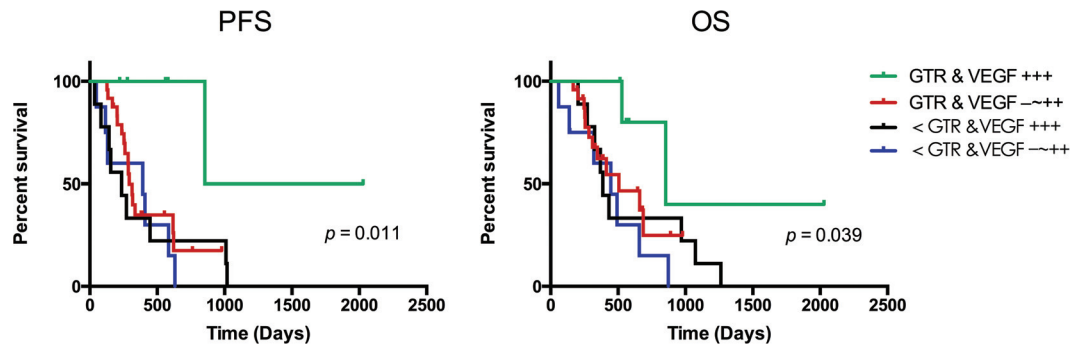 PFS
Percent survival
100
50
0
0 500 1000 1500 2000 2500
Time (Days)
p = 0.011
OS
Percent survival
100
50
0
0 500 1000 1500 2000 2500
Time (Days)
p = 0.039
GTR & VEGF +++
GTR & VEGF –~++
< GTR &VEGF +++
< GTR &VEGF –~++